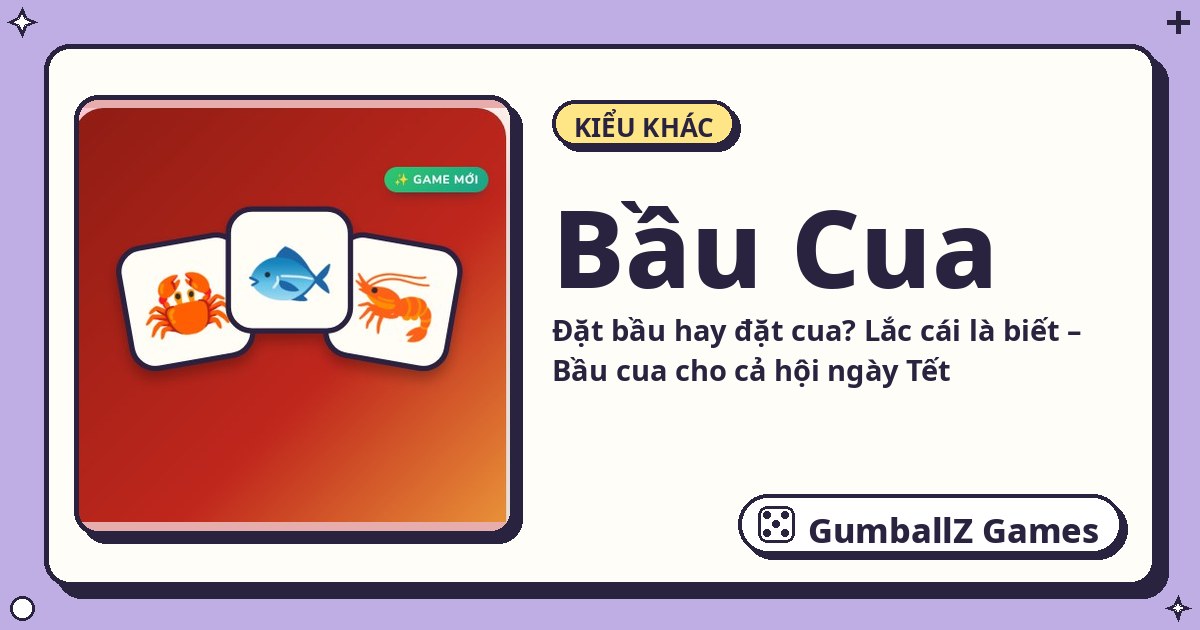 ✨ GAME MỚI
KIỂU KHÁC
Bầu Cua
Đặt bầu hay đặt cua? Lắc cái là biết –
Bầu cua cho cả hội ngày Tết
GumballZ Games